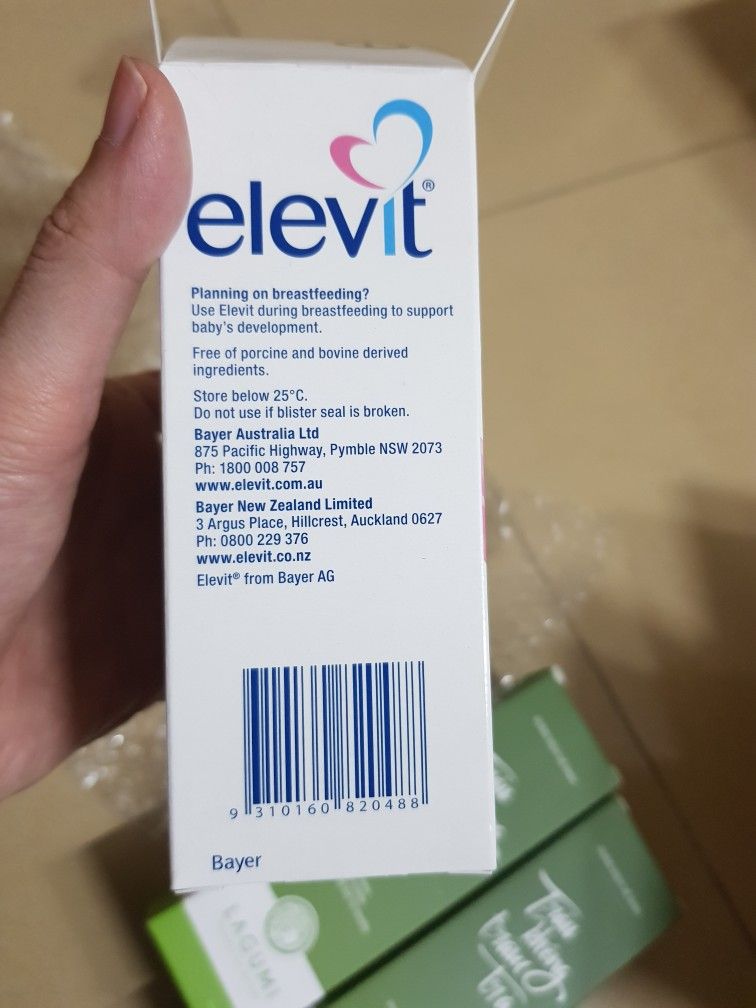 elevit®
Planning on breastfeeding?
Use Elevit during breastfeeding to support
baby's development.
Free of porcine and bovine derived
ingredients.
Store below 25°C.
Do not use if blister seal is broken.
Bayer Australia Ltd
875 Pacific Highway, Pymble NSW 2073
Ph: 1800 008 757
www.elevit.com.au
Bayer New Zealand Limited
3 Argus Place, Hillcrest, Auckland 0627
Ph: 0800 229 376
www.elevit.co.nz
Elevit® from Bayer AG
9 310160 820488
Bayer
LAGUMI